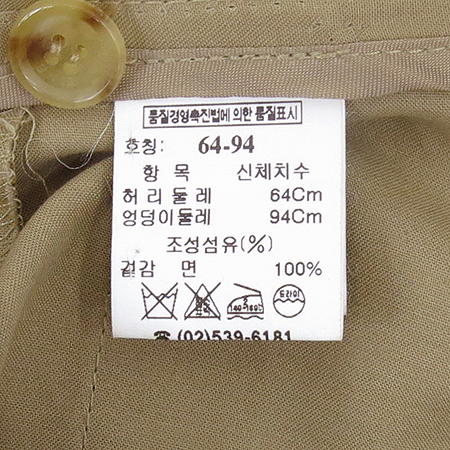 품질경영촉진법에 의한 품질표시
호칭: 64-94
항 목 신체치수
허리둘레 64Cm
엉덩이둘레 94Cm
조성섬유(%)
겉감 면 100%
140-160℃ 드라이
☎(02)539-6181